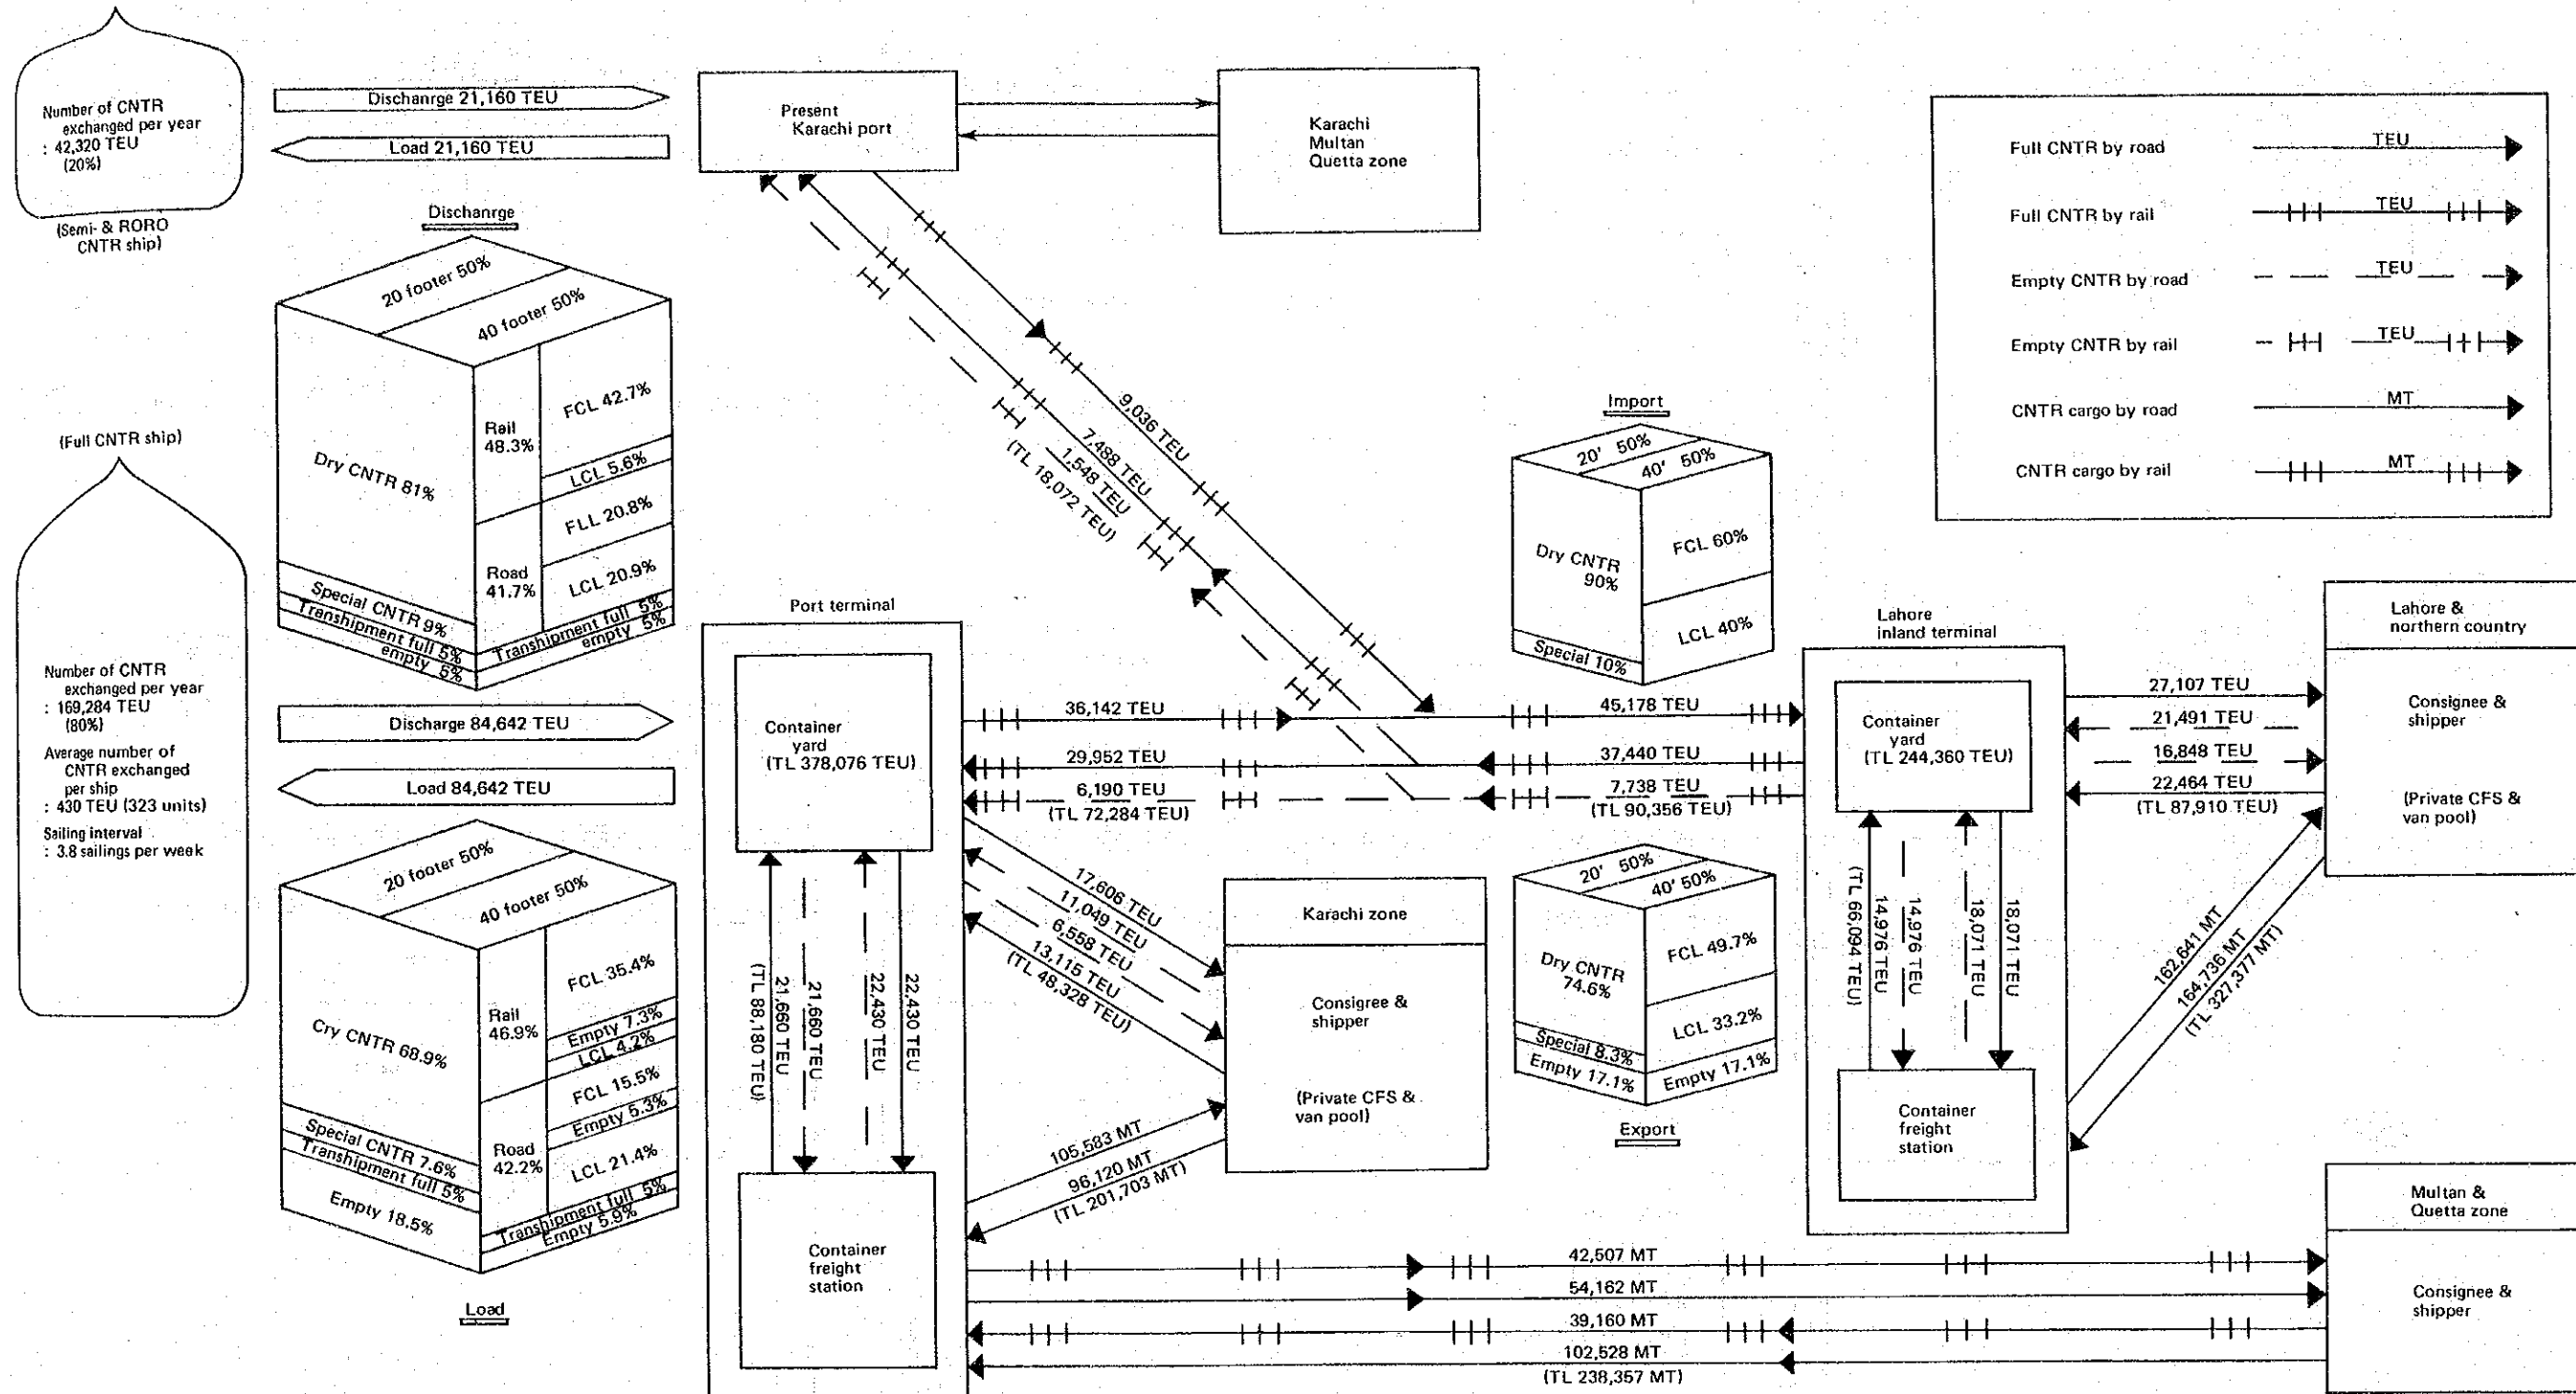 Number of CNTR
exchanged per year
: 42,320 TEU
(20%)
(Semi- & RORO
CNTR ship)
Dischanrge 21,160 TEU
Load 21,160 TEU
Present
Karachi port
Karachi
Multan
Quetta zone
Full CNTR by road
TEU
Full CNTR by rail
TEU
Empty CNTR by road
TEU
Empty CNTR by rail
TEU
CNTR cargo by road
MT
CNTR cargo by rail
MT
Dischanrge
20 footer 50%
40 footer 50%
Dry CNTR 81%
Special CNTR 9%
Transhipment full 5%
empty 5%
Rail
48.3%
FCL 42.7%
LCL 5.6%
Road
41.7%
FLL 20.8%
LCL 20.9%
Transhipment full 5%
empty 5%
9,036 TEU
7,488 TEU
1,548 TEU
(TL 18,072 TEU)
(Full CNTR ship)
Number of CNTR
exchanged per year
: 169,284 TEU
(80%)
Average number of
CNTR exchanged
per ship
: 430 TEU (323 units)
Sailing interval
: 3.8 sailings per week
Discharge 84,642 TEU
Load 84,642 TEU
20 footer 50%
40 footer 50%
Cry CNTR 68.9%
Special CNTR 7.6%
Transhipment full 5%
Empty 18.5%
Rail
46.9%
FCL 35.4%
Empty 7.3%
LCL 4.2%
Road
42.2%
FCL 15.5%
Empty 5.3%
LCL 21.4%
Transhipment full 5%
Empty 5.9%
Load
Port terminal
Container
yard
(TL 378,076 TEU)
(TL 88,180 TEU)
21,660 TEU
21,660 TEU
22,430 TEU
22,430 TEU
Container
freight
station
36,142 TEU
29,952 TEU
6,190 TEU
(TL 72,284 TEU)
45,178 TEU
37,440 TEU
7,738 TEU
(TL 90,356 TEU)
Import
20' 50%
40' 50%
Dry CNTR
90%
Special 10%
FCL 60%
LCL 40%
17,606 TEU
11,049 TEU
6,558 TEU
13,115 TEU
(TL 48,328 TEU)
105,583 MT
96,120 MT
(TL 201,703 MT)
Karachi zone
Consigree &
shipper
(Private CFS &
van pool)
20' 50%
40' 50%
Dry CNTR
74.6%
Special 8.3%
Empty 17.1%
FCL 49.7%
LCL 33.2%
Empty 17.1%
Export
Lahore
inland terminal
Container
yard
(TL 244,360 TEU)
(TL 66,094 TEU)
14,976 TEU
14,976 TEU
18,071 TEU
18,071 TEU
Container
freight
station
27,107 TEU
21,491 TEU
16,848 TEU
22,464 TEU
(TL 87,910 TEU)
162,641 MT
164,736 MT
(TL 327,377 MT)
Lahore &
northern country
Consignee &
shipper
(Private CFS &
van pool)
42,507 MT
54,162 MT
39,160 MT
102,528 MT
(TL 238,357 MT)
Multan &
Quetta zone
Consignee &
shipper